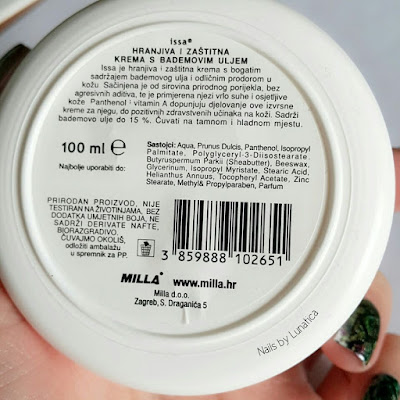 issa®
HRANJIVA I ZAŠTITNA
KREMA S BADEMOVIM ULJEM
Issa je hranjiva i zaštitna krema s bogatim
sadržajem bademovog ulja i odličnim prodorom u
kožu. Sačinjena je od sirovina prirodnog porijekla, bez
agresivnih aditiva, te je primjerena njezi vrlo suhe i osjetljive
kože. Panthenol i vitamin A dopunjuju djelovanje ove izvrsne
kreme za njegu, do pozitivnih zdravstvenih učinaka na koži. Sadrži
bademovo ulje do 15 %. Čuvati na tamnom i hladnom mjestu.
100 ml ℮
Najbolje uporabiti do:
Sastojci: Aqua, Prunus Dulcis, Panthenol, Isopropyl
Palmitate, Polyglyceryl-3-Diisostearate,
Butyruspermum Parkii (Sheabutter), Beeswax,
Glycerinum, Isopropyl Myristate, Stearic Acid,
Helianthus Annuus, Tocopheryl Acetate, Zinc
Stearate, Methyl& Propylparaben, Parfum
PRIRODAN PROIZVOD, NIJE
TESTIRAN NA ŽIVOTINJAMA, BEZ
DODATKA UMJETNIH BOJA, NE
SADRŽI DERIVATE NAFTE,
BIORAZGRADIVO.
ČUVAJMO OKOLIŠ,
odložiti ambalažu
u spremnik za PP.
3 859888 102651
MILLA www.milla.hr
Milla d.o.o.
Zagreb, S. Draganića 5
Nails by Lunatica